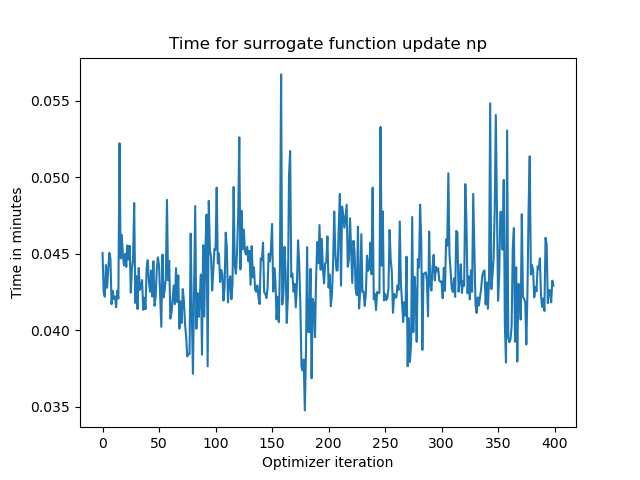 Time for surrogate function update np
Time in minutes
0.055
0.050
0.045
0.040
0.035
0 50 100 150 200 250 300 350 400
Optimizer iteration